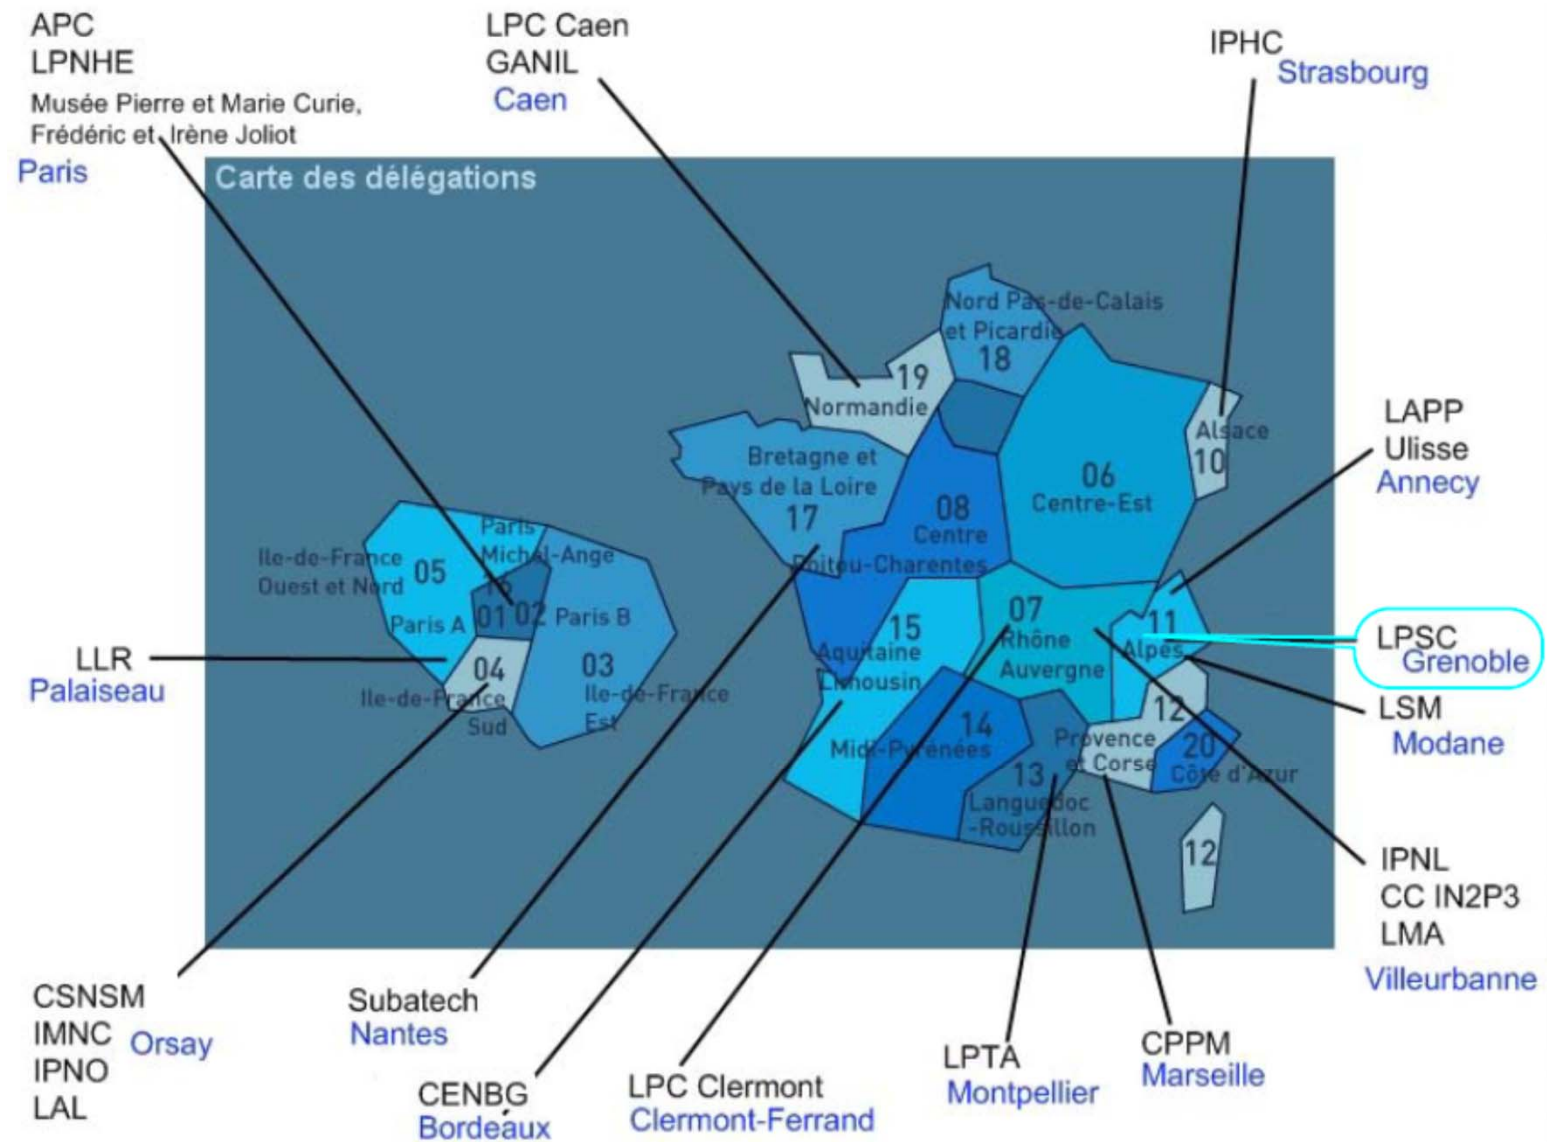 APC
LPNHE
Musée Pierre et Marie Curie,
Frédéric et Irène Joliot
Paris
LPC Caen
GANIL
Caen
IPHC
Strasbourg
Carte des délégations
Nord Pas-de-Calais
et Picardie
18
19
Normandie
Alsace
10
LAPP
Ulisse
Annecy
Bretagne et
Pays de la Loire
17
06
Centre-Est
08
Centre
Poitou-Charentes
Paris
Michel-Ange
16
Ile-de-France
Ouest et Nord
05
Paris A
01
02
Paris B
04
Ile-de-France
Sud
03
Ile-de-France
Est
LLR
Palaiseau
15
Aquitaine
Limousin
07
Rhône
Auvergne
11
Alpes
LPSC
Grenoble
LSM
Modane
12
Provence
et Corse
20
Côte d'Azur
14
Midi-Pyrénées
13
Languedoc
-Roussillon
12
IPNL
CC IN2P3
LMA
Villeurbanne
CSNSM
IMNC
IPNO
LAL
Orsay
Subatech
Nantes
CENBG
Bordeaux
LPC Clermont
Clermont-Ferrand
LPTA
Montpellier
CPPM
Marseille